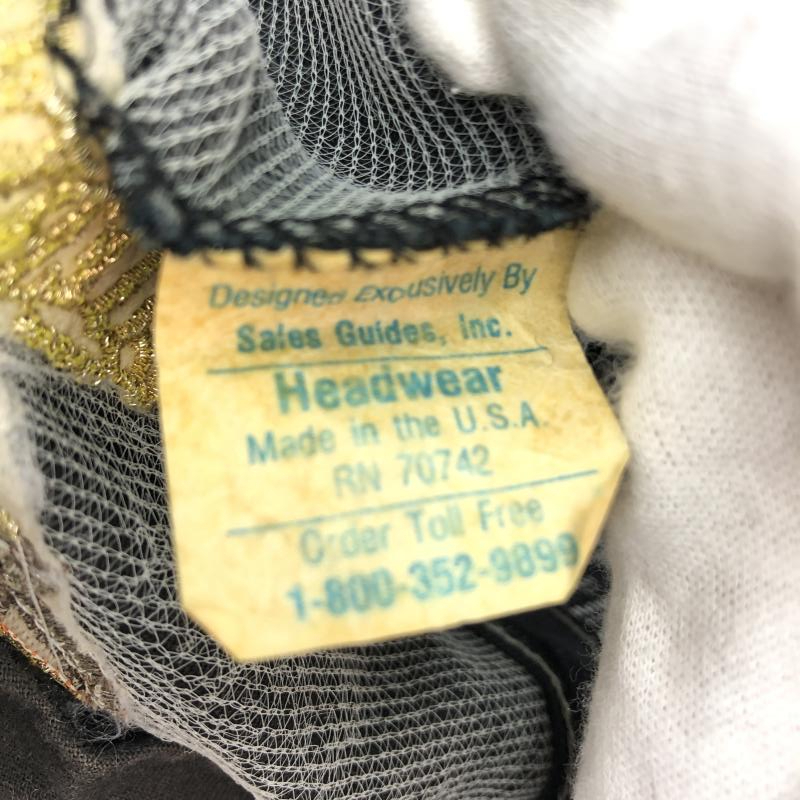 Designed Exclusively By
Sales Guides, Inc.
Headwear
Made in the U.S.A.
RN 70742
Order Toll Free
1-800-352-9899